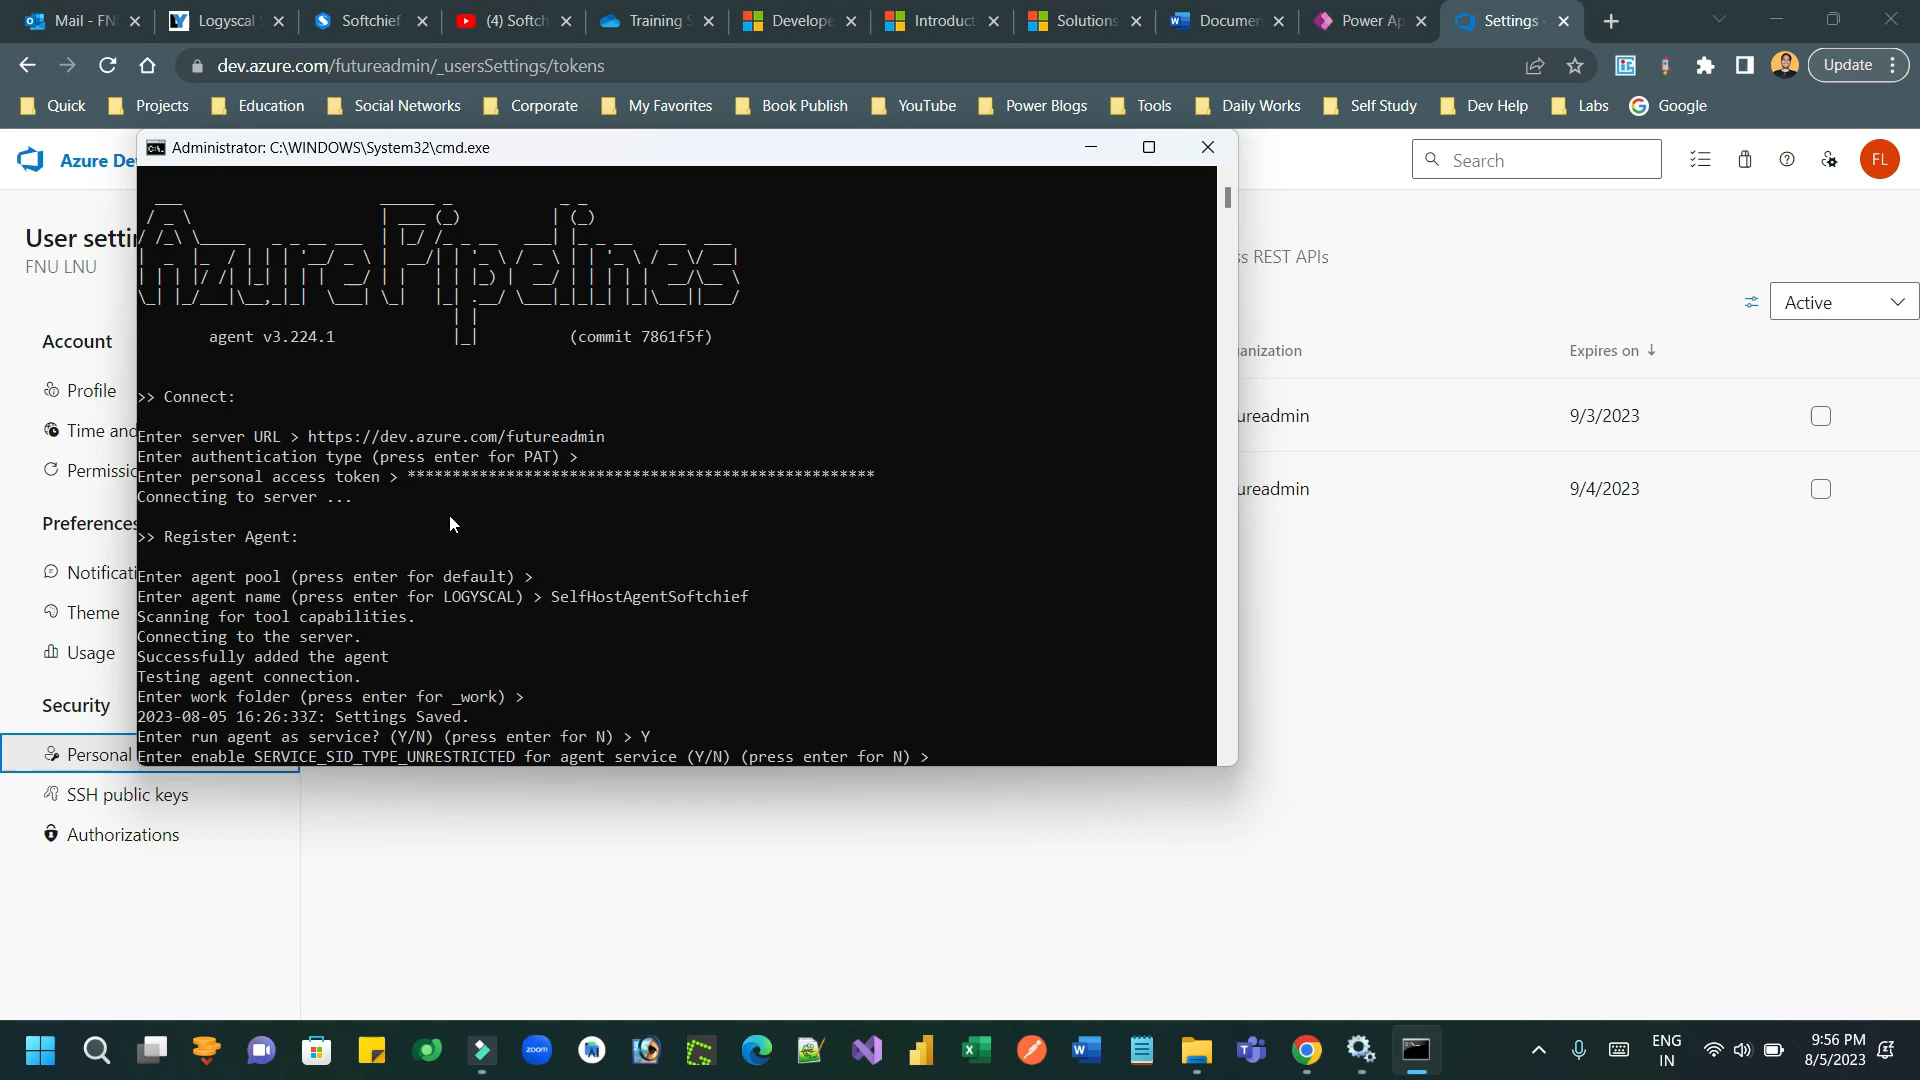 Mail - FN
Logyscal
Softchief
(4) Softch
Training S
Develope
Introduct
Solutions
Documen
Power Ap
Settings
dev.azure.com/futureadmin/_usersSettings/tokens
Update
Quick
Projects
Education
Social Networks
Corporate
My Favorites
Book Publish
YouTube
Power Blogs
Tools
Daily Works
Self Study
Dev Help
Labs
Google
Azure De
Administrator: C:\WINDOWS\System32\cmd.exe
Search
FL
User setti
FNU LNU
AzurePipelines
agent v3.224.1 (commit 7861f5f)
ss REST APIs
Active
Account
Profile
Time and
Permissio
Preferences
Notificati
Theme
Usage
Security
Personal
SSH public keys
Authorizations
>> Connect:
Enter server URL > https://dev.azure.com/futureadmin
Enter authentication type (press enter for PAT) >
Enter personal access token > ****************************************************
Connecting to server ...
>> Register Agent:
Enter agent pool (press enter for default) >
Enter agent name (press enter for LOGYSCAL) > SelfHostAgentSoftchief
Scanning for tool capabilities.
Connecting to the server.
Successfully added the agent
Testing agent connection.
Enter work folder (press enter for _work) >
2023-08-05 16:26:33Z: Settings Saved.
Enter run agent as service? (Y/N) (press enter for N) > Y
Enter enable SERVICE_SID_TYPE_UNRESTRICTED for agent service (Y/N) (press enter for N) >
anization
Expires on
ureadmin
9/3/2023
ureadmin
9/4/2023
zoom
ENG
IN
9:56 PM
8/5/2023